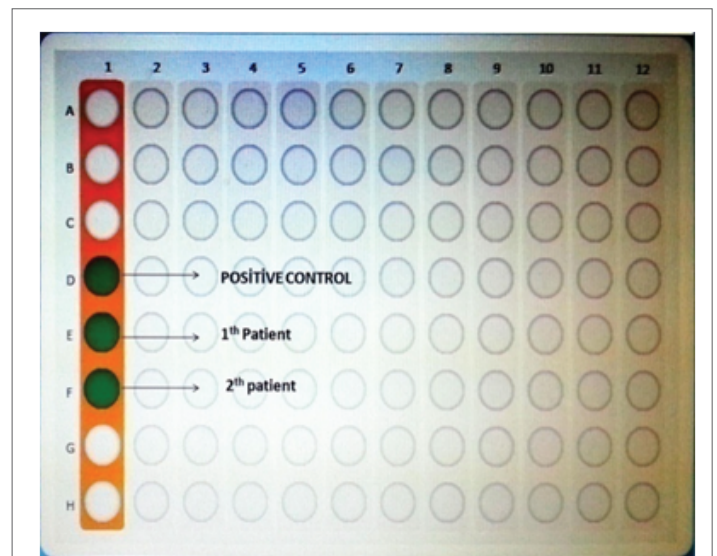 1 2 3 4 5 6 7 8 9 10 11 12
A
B
C
D POSİTİVE CONTROL
E 1th Patient
F 2th patient
G
H